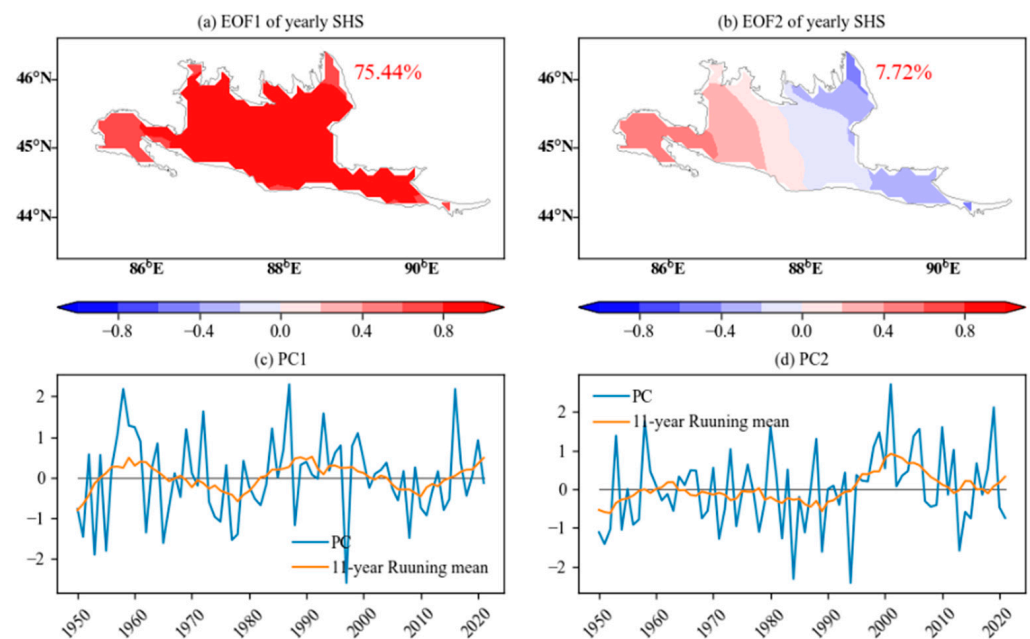 (a) EOF1 of yearly SHS
75.44%
46°N
45°N
44°N
86°E 88°E 90°E
−0.8 −0.4 0.0 0.4 0.8
(b) EOF2 of yearly SHS
7.72%
46°N
45°N
44°N
86°E 88°E 90°E
−0.8 −0.4 0.0 0.4 0.8
(c) PC1
2
1
0
−1
−2
PC
11-year Ruuning mean
1950 1960 1970 1980 1990 2000 2010 2020
(d) PC2
PC
11-year Ruuning mean
2
1
0
−1
−2
1950 1960 1970 1980 1990 2000 2010 2020